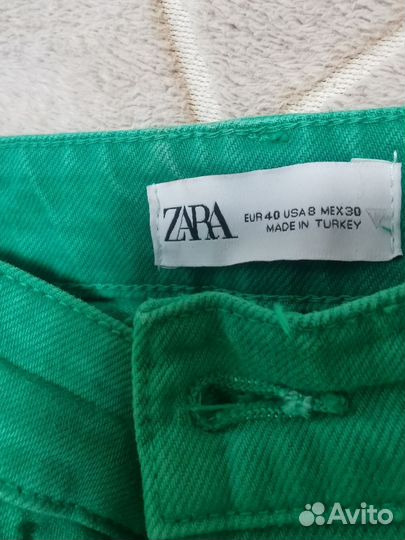 ZARA
EUR 40 USA 8 MEX 30
MADE IN TURKEY
Avito